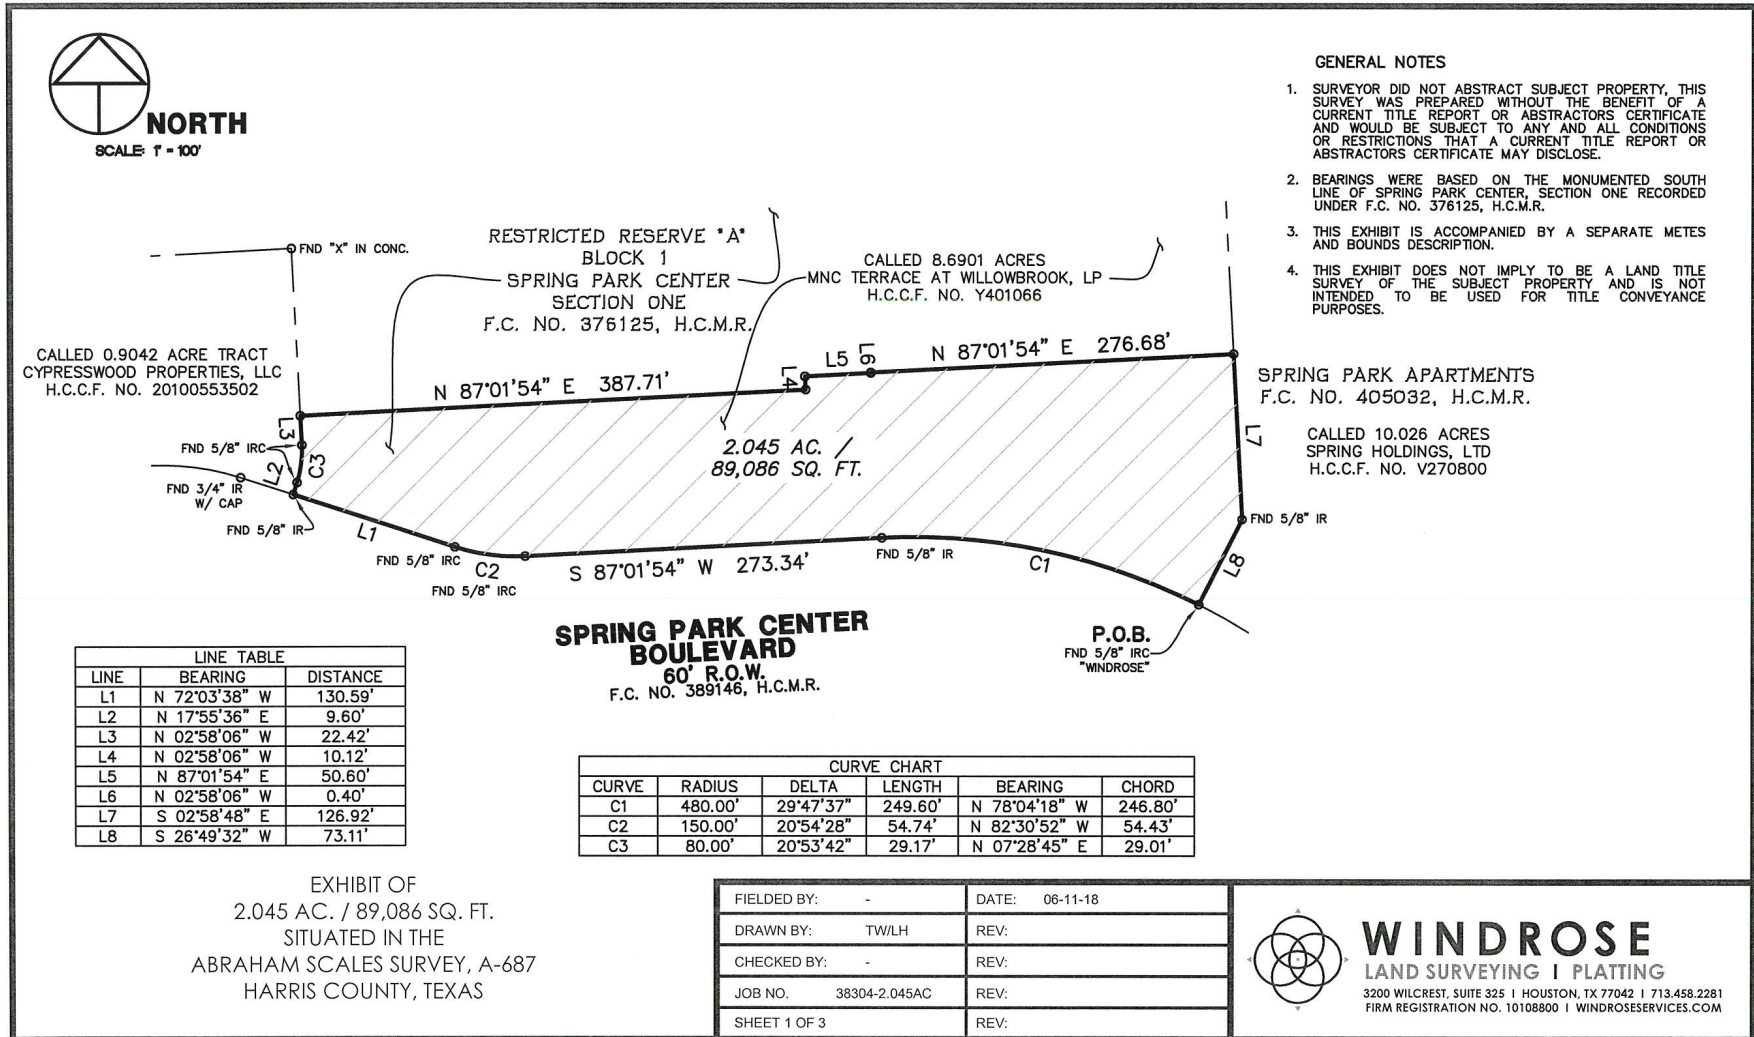 NORTH
SCALE: 1" = 100'
GENERAL NOTES
1. SURVEYOR DID NOT ABSTRACT SUBJECT PROPERTY, THIS
SURVEY WAS PREPARED WITHOUT THE BENEFIT OF A
CURRENT TITLE REPORT OR ABSTRACTORS CERTIFICATE
AND WOULD BE SUBJECT TO ANY AND ALL CONDITIONS
OR RESTRICTIONS THAT A CURRENT TITLE REPORT OR
ABSTRACTORS CERTIFICATE MAY DISCLOSE.
2. BEARINGS WERE BASED ON THE MONUMENTED SOUTH
LINE OF SPRING PARK CENTER, SECTION ONE RECORDED
UNDER F.C. NO. 376125, H.C.M.R.
3. THIS EXHIBIT IS ACCOMPANIED BY A SEPARATE METES
AND BOUNDS DESCRIPTION.
4. THIS EXHIBIT DOES NOT IMPLY TO BE A LAND TITLE
SURVEY OF THE SUBJECT PROPERTY AND IS NOT
INTENDED TO BE USED FOR TITLE CONVEYANCE
PURPOSES.
FND "X" IN CONC.
RESTRICTED RESERVE "A"
BLOCK 1
SPRING PARK CENTER
SECTION ONE
F.C. NO. 376125, H.C.M.R.
CALLED 8.6901 ACRES
MNC TERRACE AT WILLOWBROOK, LP
H.C.C.F. NO. Y401066
CALLED 0.9042 ACRE TRACT
CYPRESSWOOD PROPERTIES, LLC
H.C.C.F. NO. 20100553502
N 87°01'54" E 387.71'
L4
L5
L6
N 87°01'54" E 276.68'
SPRING PARK APARTMENTS
F.C. NO. 405032, H.C.M.R.
CALLED 10.026 ACRES
SPRING HOLDINGS, LTD
H.C.C.F. NO. V270800
L7
L3
FND 5/8" IRC
C3
L2
FND 3/4" IR
W/ CAP
FND 5/8" IR
2.045 AC. /
89,086 SQ. FT.
L1
FND 5/8" IRC
C2
FND 5/8" IRC
S 87°01'54" W 273.34'
FND 5/8" IR
C1
FND 5/8" IR
L8
P.O.B.
FND 5/8" IRC
"WINDROSE"
SPRING PARK CENTER
BOULEVARD
60' R.O.W.
F.C. NO. 389146, H.C.M.R.
LINE TABLE
LINE BEARING DISTANCE
L1 N 72°03'38" W 130.59'
L2 N 17°55'36" E 9.60'
L3 N 02°58'06" W 22.42'
L4 N 02°58'06" W 10.12'
L5 N 87°01'54" E 50.60'
L6 N 02°58'06" W 0.40'
L7 S 02°58'48" E 126.92'
L8 S 26°49'32" W 73.11'
CURVE CHART
CURVE RADIUS DELTA LENGTH BEARING CHORD
C1 480.00' 29°47'37" 249.60' N 78°04'18" W 246.80'
C2 150.00' 20°54'28" 54.74' N 82°30'52" W 54.43'
C3 80.00' 20°53'42" 29.17' N 07°28'45" E 29.01'
EXHIBIT OF
2.045 AC. / 89,086 SQ. FT.
SITUATED IN THE
ABRAHAM SCALES SURVEY, A-687
HARRIS COUNTY, TEXAS
FIELDED BY: - DATE: 06-11-18
DRAWN BY: TW/LH REV:
CHECKED BY: - REV:
JOB NO. 38304-2.045AC REV:
SHEET 1 OF 3 REV:
WINDROSE
LAND SURVEYING | PLATTING
3200 WILCREST, SUITE 325 | HOUSTON, TX 77042 | 713.458.2281
FIRM REGISTRATION NO. 10108800 | WINDROSESERVICES.COM